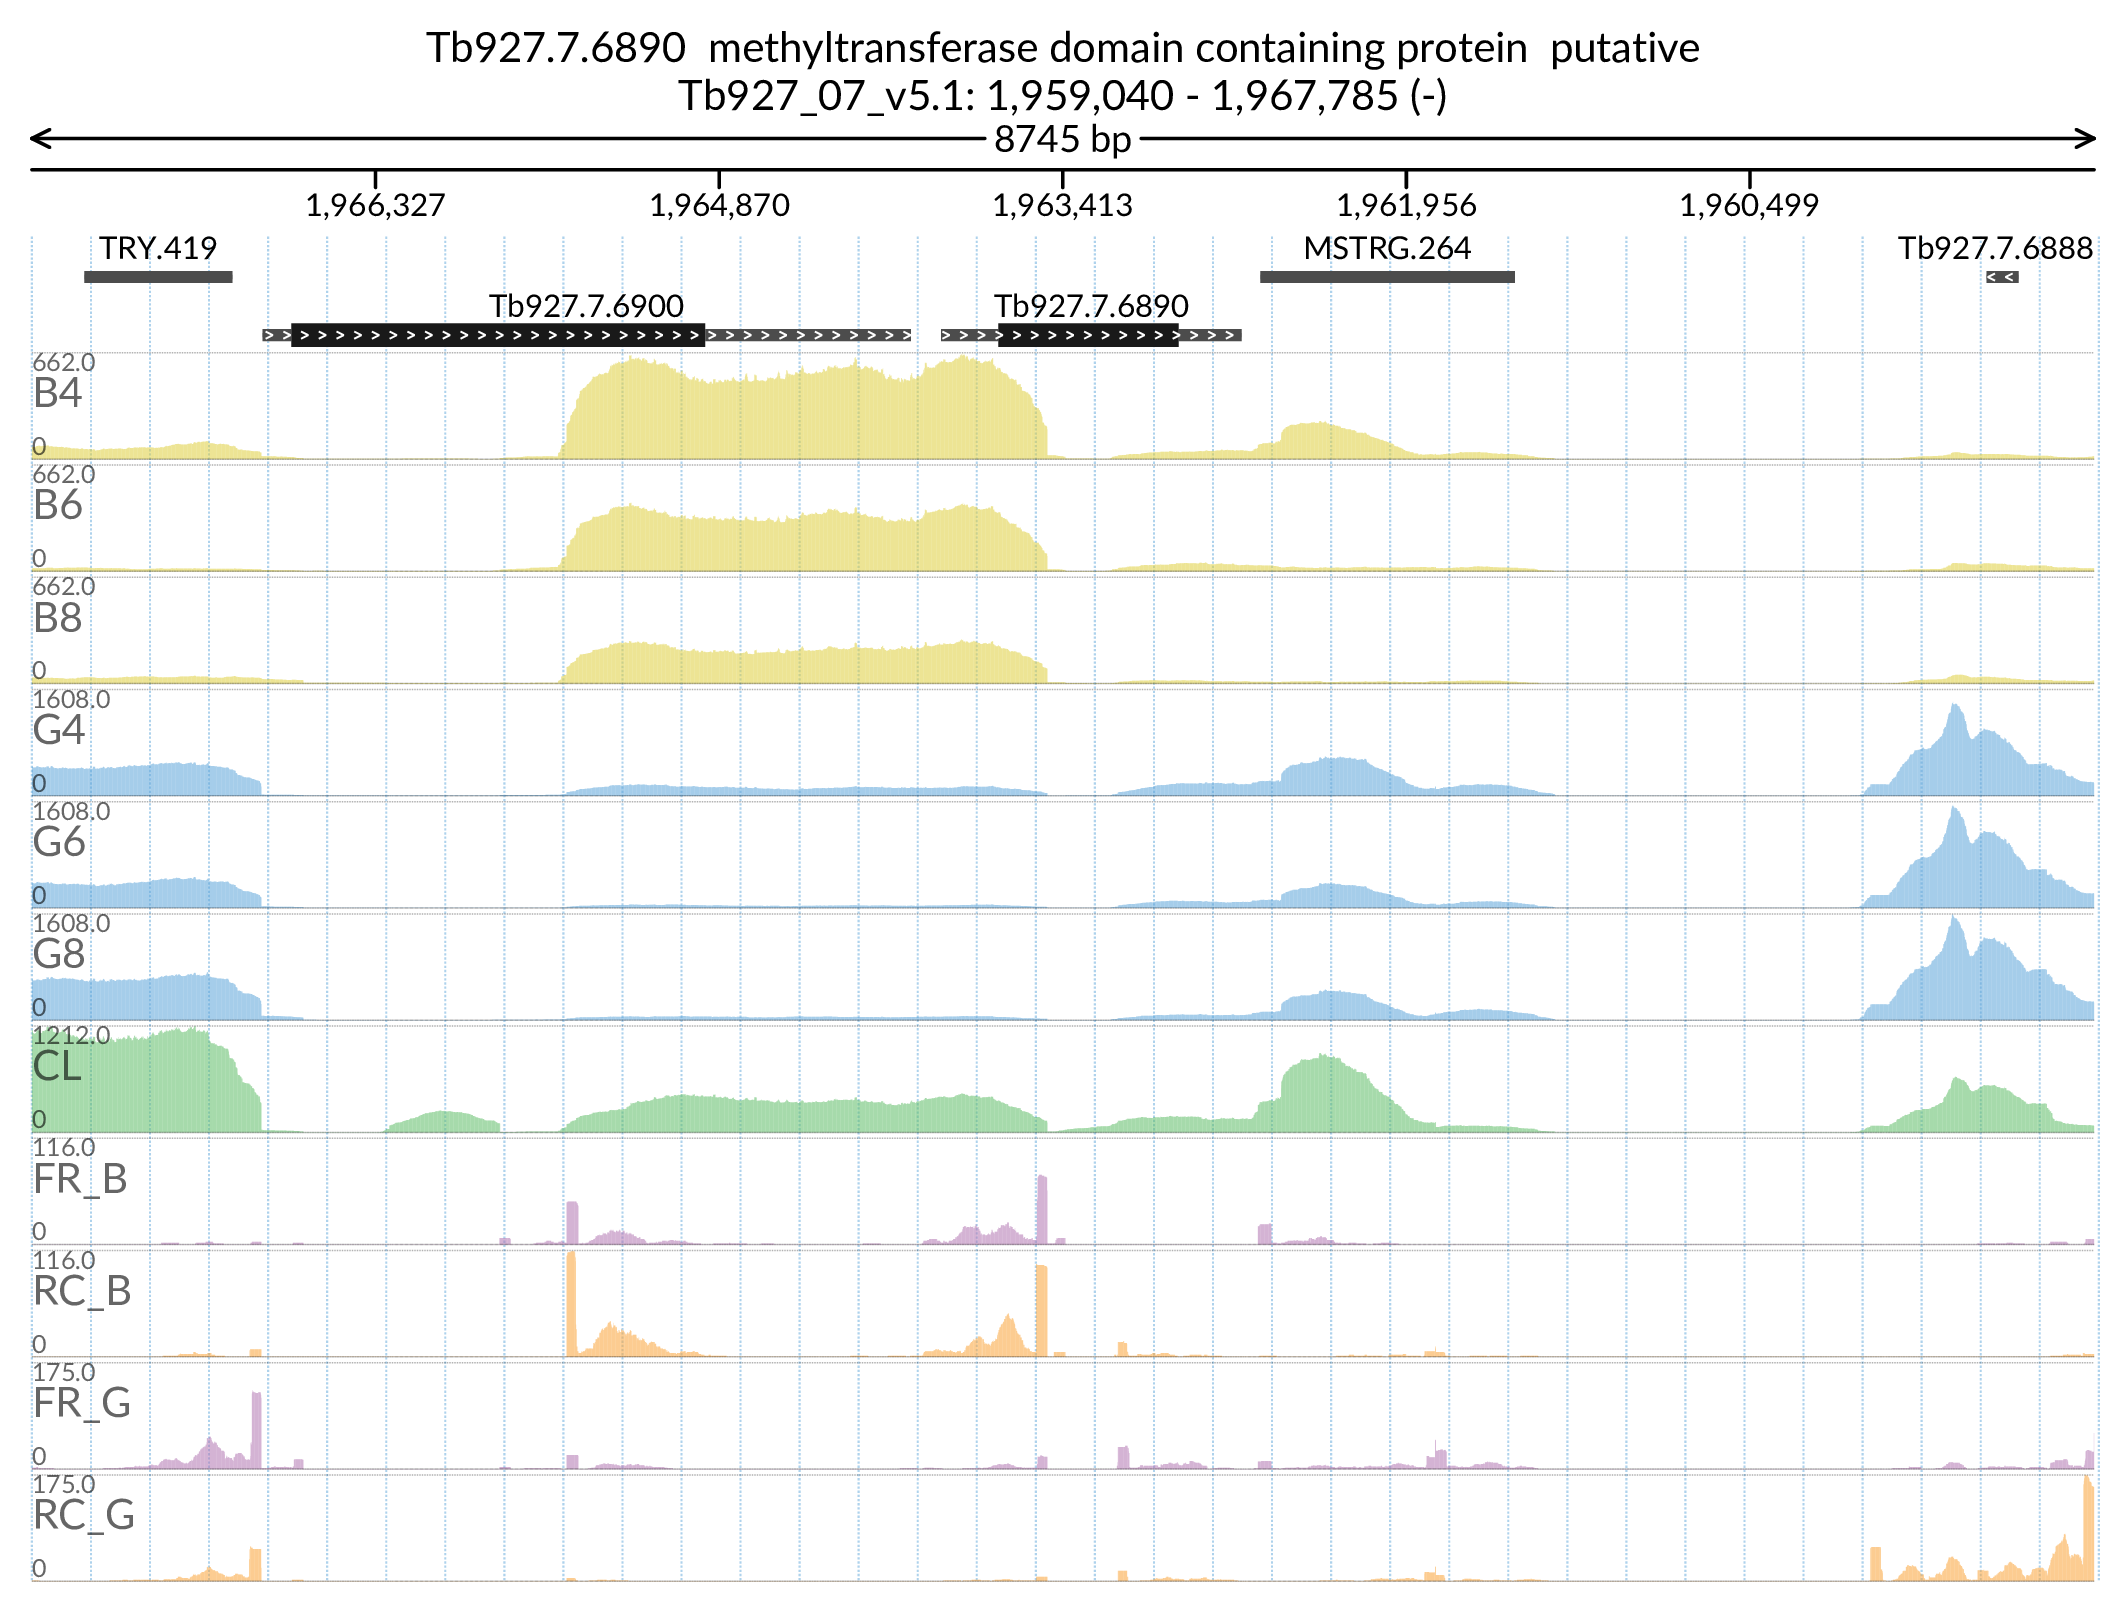 Tb927.7.6890 methyltransferase domain containing protein putative
Tb927_07_v5.1: 1,959,040 - 1,967,785 (-)
8745 bp
1,966,327 1,964,870 1,963,413 1,961,956 1,960,499
TRY.419 MSTRG.264 Tb927.7.6888
Tb927.7.6900 Tb927.7.6890
662.0
B4
0
662.0
B6
0
662.0
B8
0
1608.0
G4
0
1608.0
G6
0
1608.0
G8
0
1212.0
CL
0
116.0
FR_B
0
116.0
RC_B
0
175.0
FR_G
0
175.0
RC_G
0